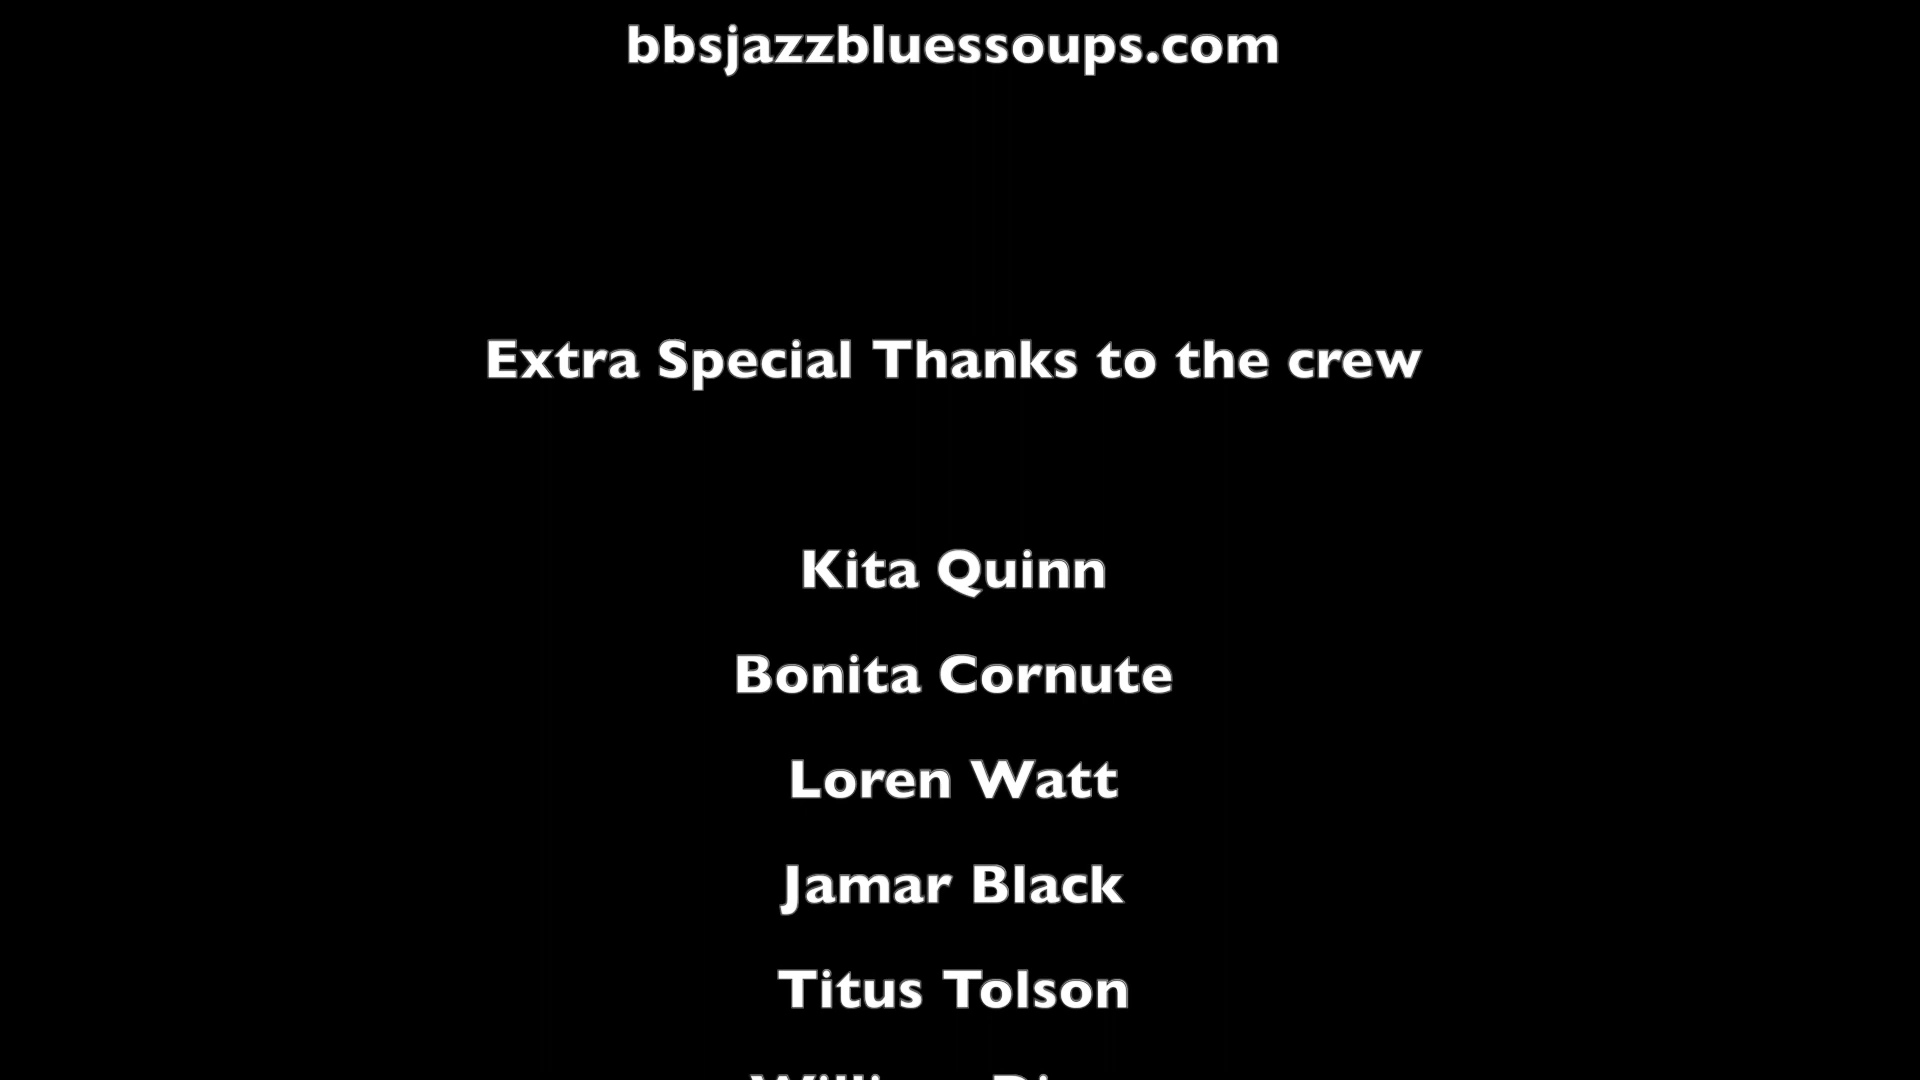 bbsjazzbluessoups.com
Extra Special Thanks to the crew
Kita Quinn
Bonita Cornute
Loren Watt
Jamar Black
Titus Tolson